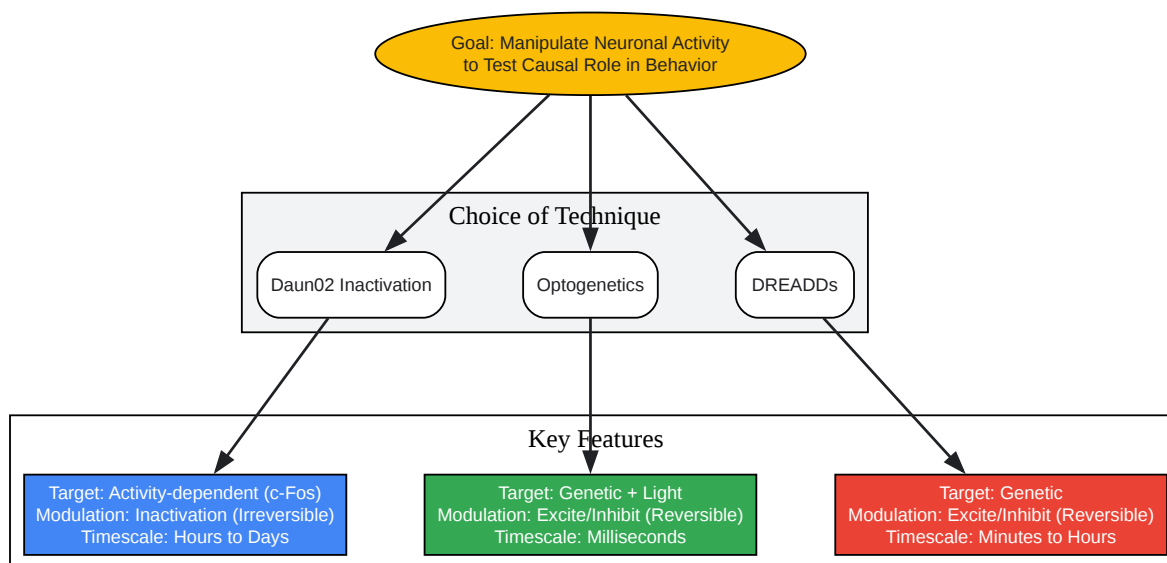 Goal: Manipulate Neuronal Activity
to Test Causal Role in Behavior
Choice of Technique
Daun02 Inactivation
Optogenetics
DREADDs
Key Features
Target: Activity-dependent (c-Fos)
Modulation: Inactivation (Irreversible)
Timescale: Hours to Days
Target: Genetic + Light
Modulation: Excite/Inhibit (Reversible)
Timescale: Milliseconds
Target: Genetic
Modulation: Excite/Inhibit (Reversible)
Timescale: Minutes to Hours